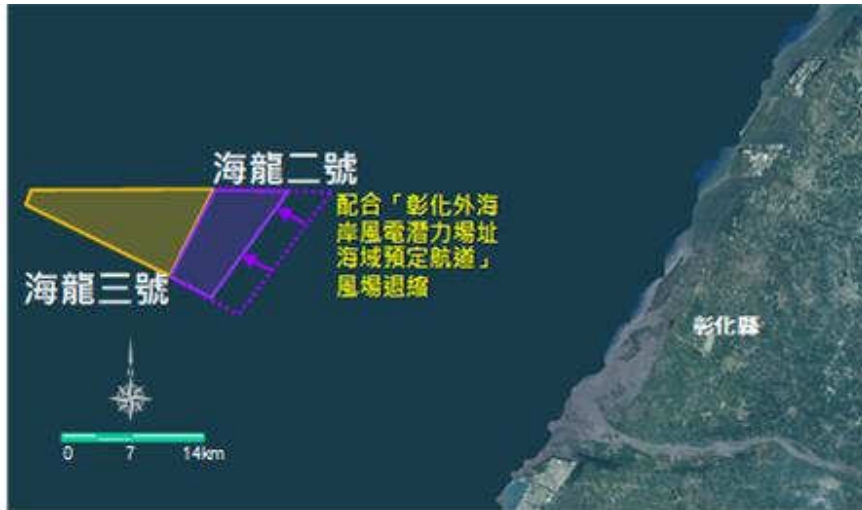 海龍二號
配合「彰化外海
岸風電潛力場址
海域預定航道」
風場退縮
海龍三號
彰化縣
0 7 14km